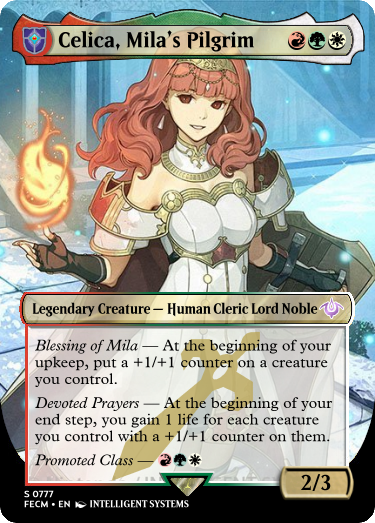 Celica, Mila's Pilgrim
Legendary Creature — Human Cleric Lord Noble
Blessing of Mila — At the beginning of your
upkeep, put a +1/+1 counter on a creature
you control.
Devoted Prayers — At the beginning of your
end step, you gain 1 life for each creature
you control with a +1/+1 counter on them.
Promoted Class —
2/3
S 0777
FECM • EN INTELLIGENT SYSTEMS